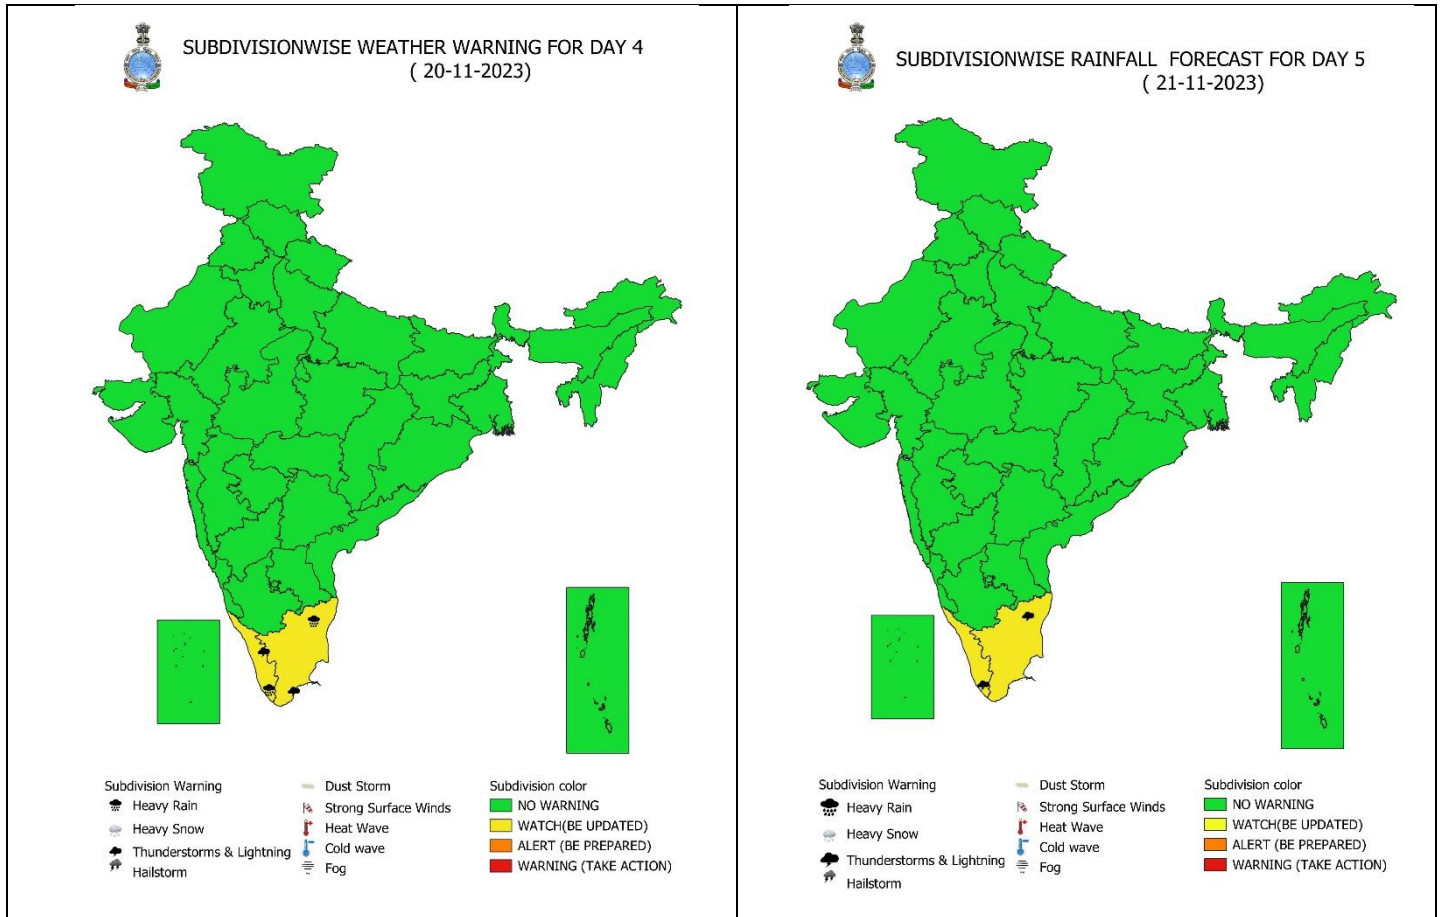 SUBDIVISIONWISE WEATHER WARNING FOR DAY 4
( 20-11-2023)
Subdivision Warning
Heavy Rain
Heavy Snow
Thunderstorms & Lightning
Hailstorm
Dust Storm
Strong Surface Winds
Heat Wave
Cold wave
Fog
Subdivision color
NO WARNING
WATCH(BE UPDATED)
ALERT (BE PREPARED)
WARNING (TAKE ACTION)
SUBDIVISIONWISE RAINFALL FORECAST FOR DAY 5
( 21-11-2023)
Subdivision Warning
Heavy Rain
Heavy Snow
Thunderstorms & Lightning
Hailstorm
Dust Storm
Strong Surface Winds
Heat Wave
Cold wave
Fog
Subdivision color
NO WARNING
WATCH(BE UPDATED)
ALERT (BE PREPARED)
WARNING (TAKE ACTION)